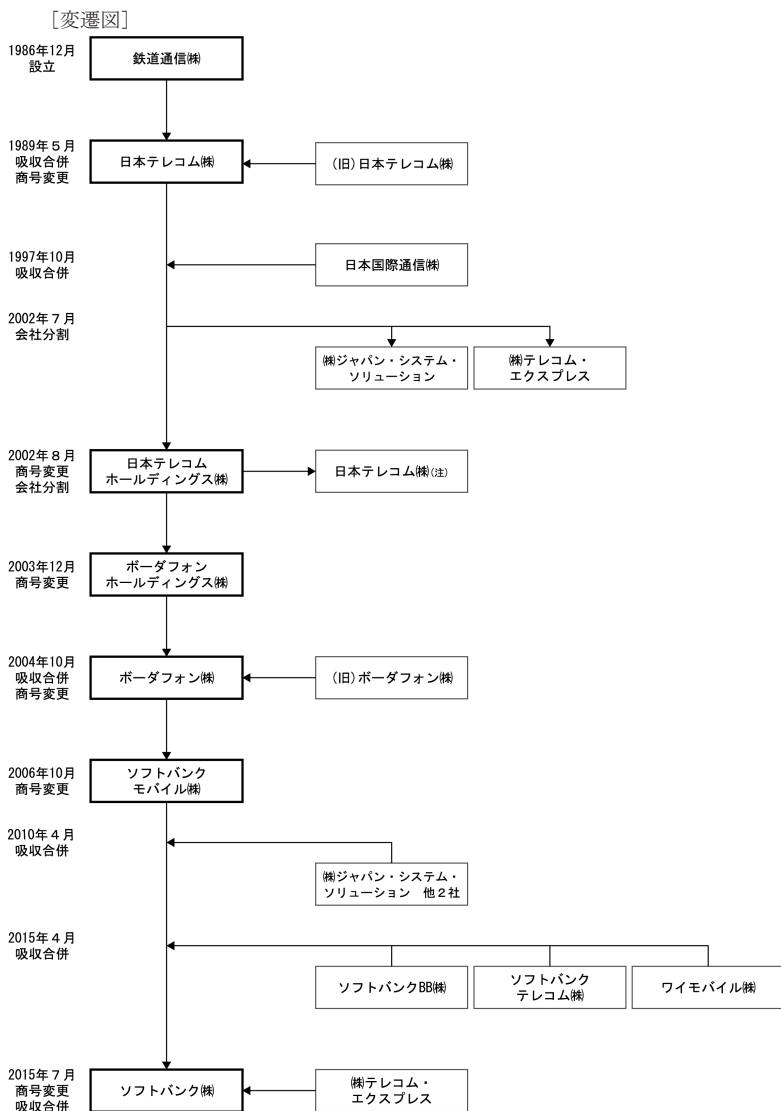 ［変遷図］
1986年12月
設立
鉄道通信㈱
1989年５月
吸収合併
商号変更
日本テレコム㈱
(旧)日本テレコム㈱
1997年10月
吸収合併
日本国際通信㈱
2002年７月
会社分割
㈱ジャパン・システム・
ソリューション
㈱テレコム・
エクスプレス
2002年８月
商号変更
会社分割
日本テレコム
ホールディングス㈱
日本テレコム㈱(注)
2003年12月
商号変更
ボーダフォン
ホールディングス㈱
2004年10月
吸収合併
商号変更
ボーダフォン㈱
(旧)ボーダフォン㈱
2006年10月
商号変更
ソフトバンク
モバイル㈱
2010年４月
吸収合併
㈱ジャパン・システム・
ソリューション　他２社
2015年４月
吸収合併
ソフトバンクBB㈱
ソフトバンク
テレコム㈱
ワイモバイル㈱
2015年７月
商号変更
吸収合併
ソフトバンク㈱
㈱テレコム・
エクスプレス